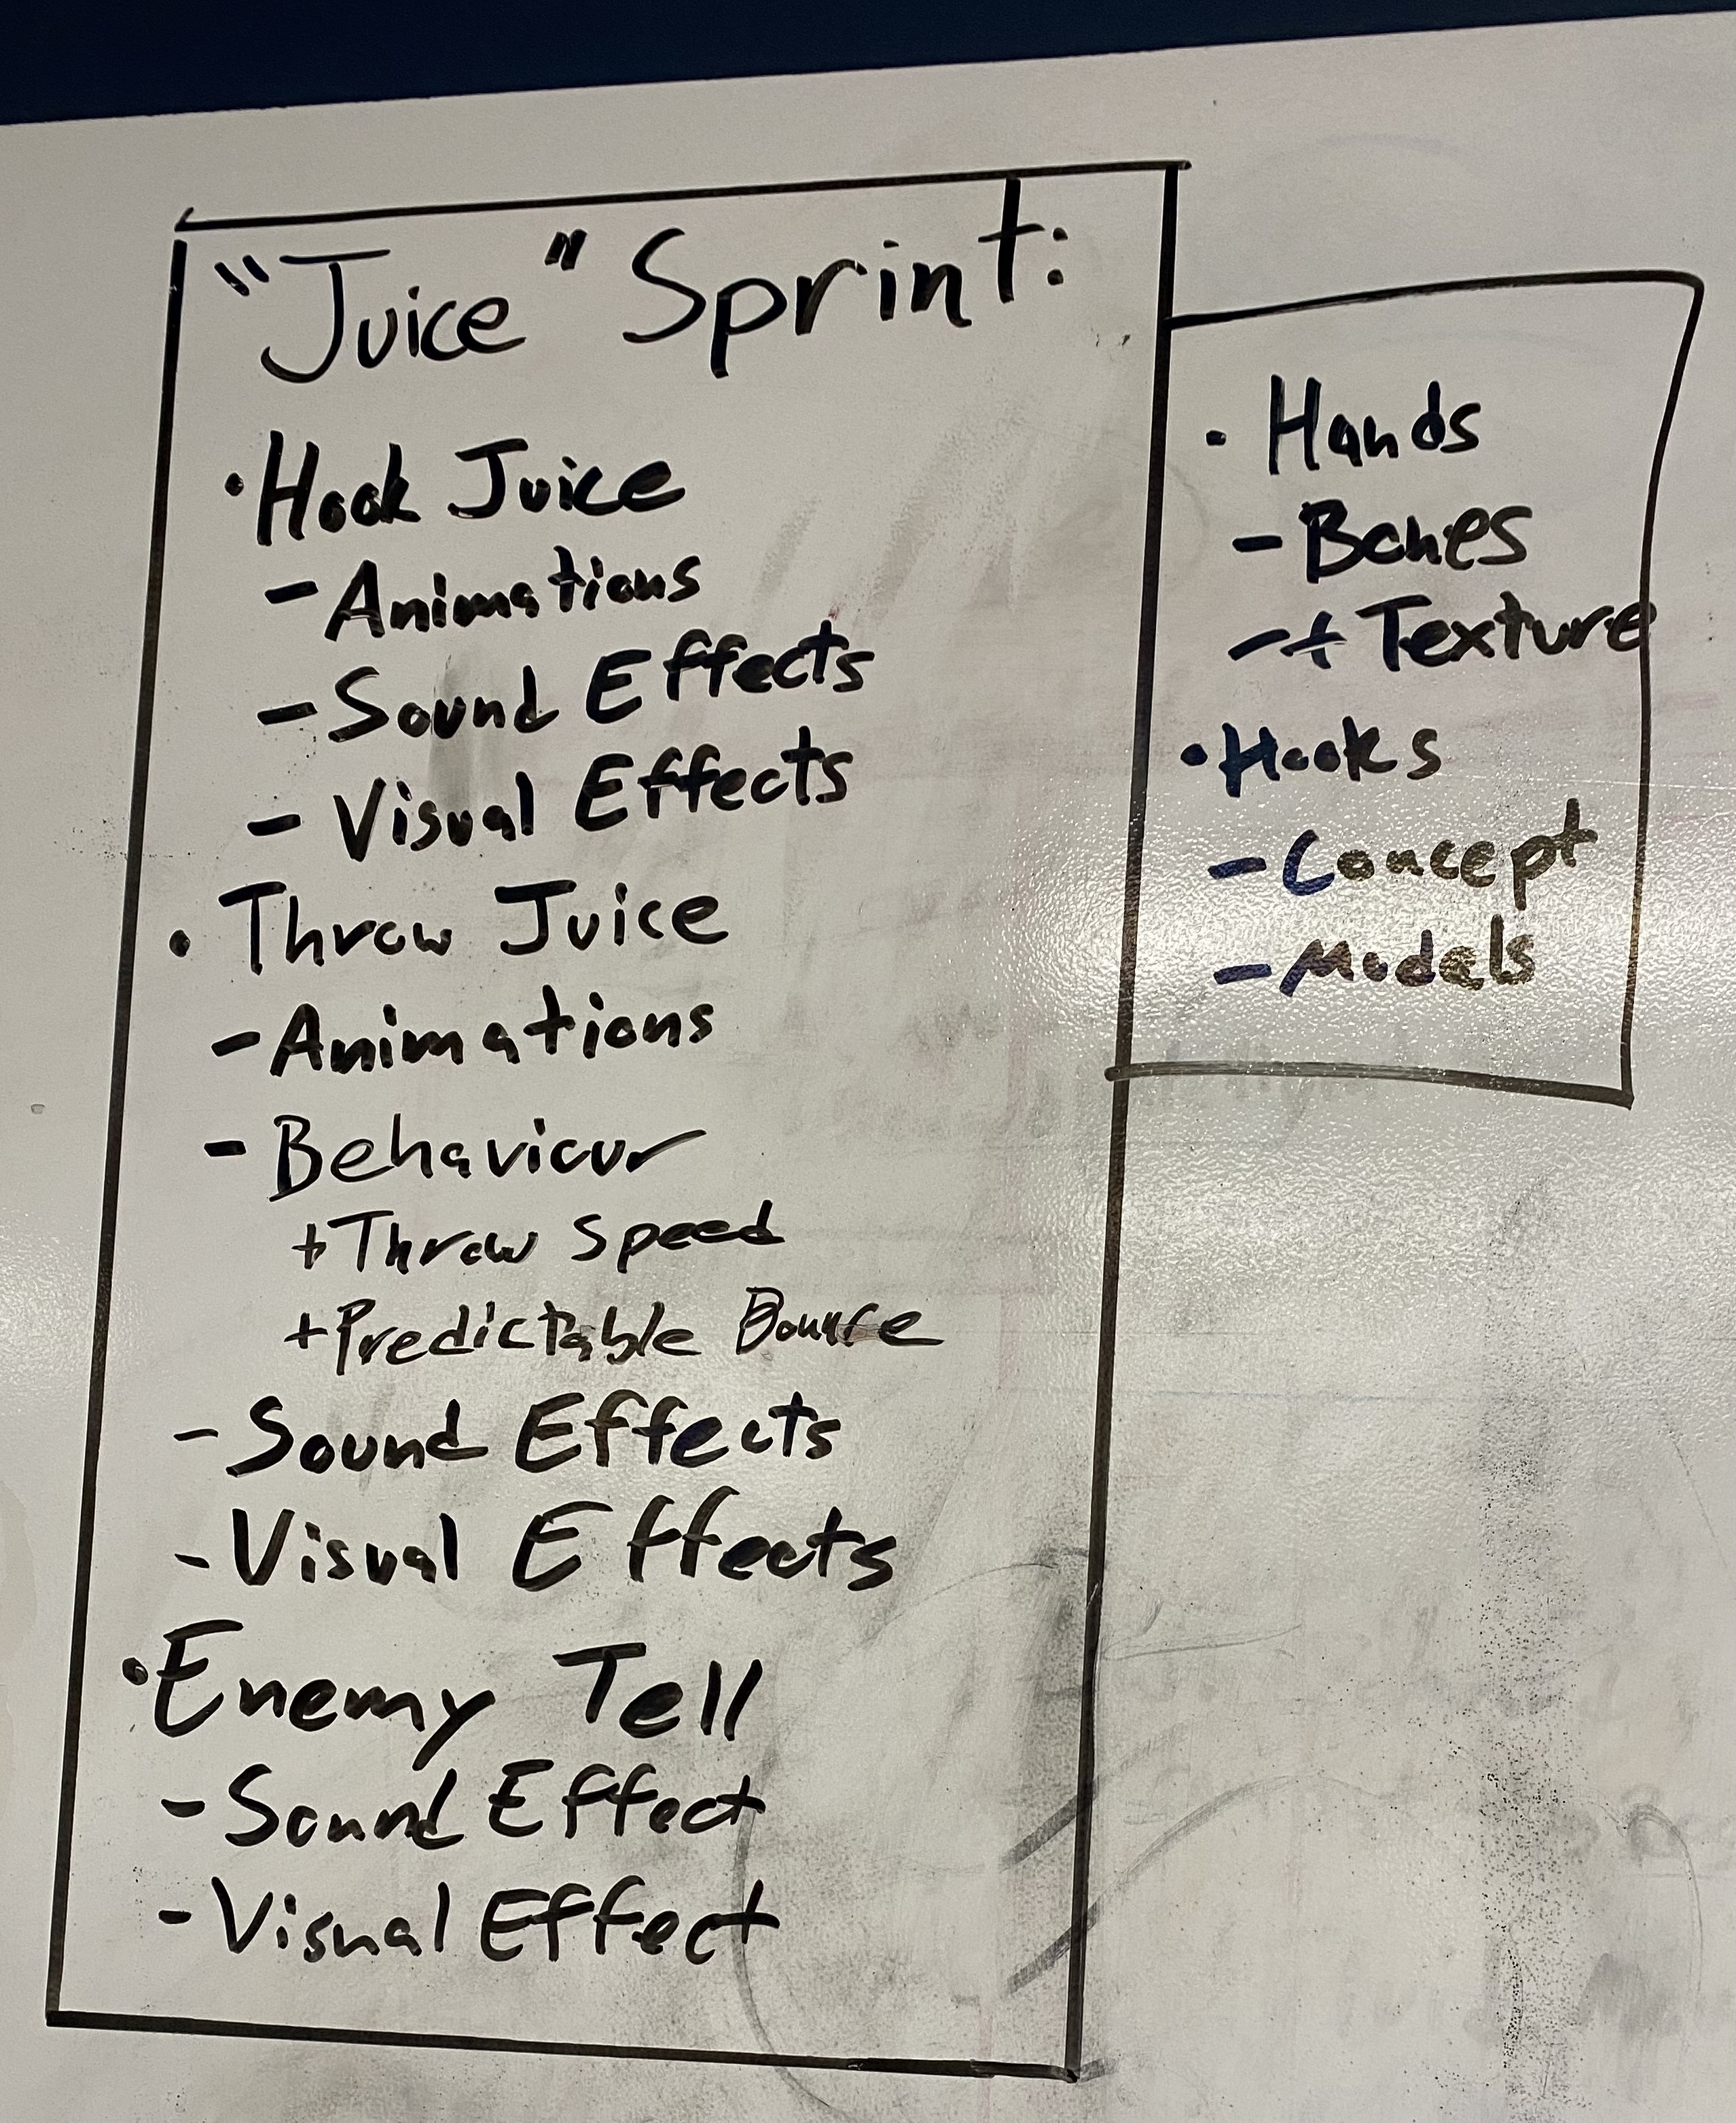 "Juice" Sprint:
· Hook Juice
- Animations
- Sound Effects
- Visual Effects
· Throw Juice
- Animations
- Behaviour
+ Throw Speed
+ Predictable Bounce
- Sound Effects
- Visual Effects
· Enemy Tell
- Sound Effect
- Visual Effect
· Hands
- Bones
- + Texture
· Hooks
- Concept
- Models